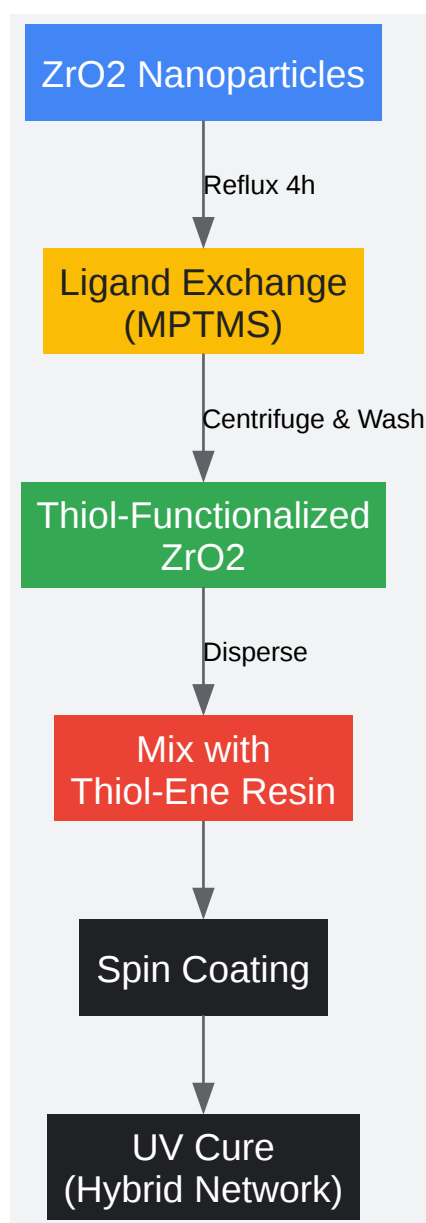 ZrO2 Nanoparticles
Reflux 4h
Ligand Exchange
(MPTMS)
Centrifuge & Wash
Thiol-Functionalized
ZrO2
Disperse
Mix with
Thiol-Ene Resin
Spin Coating
UV Cure
(Hybrid Network)